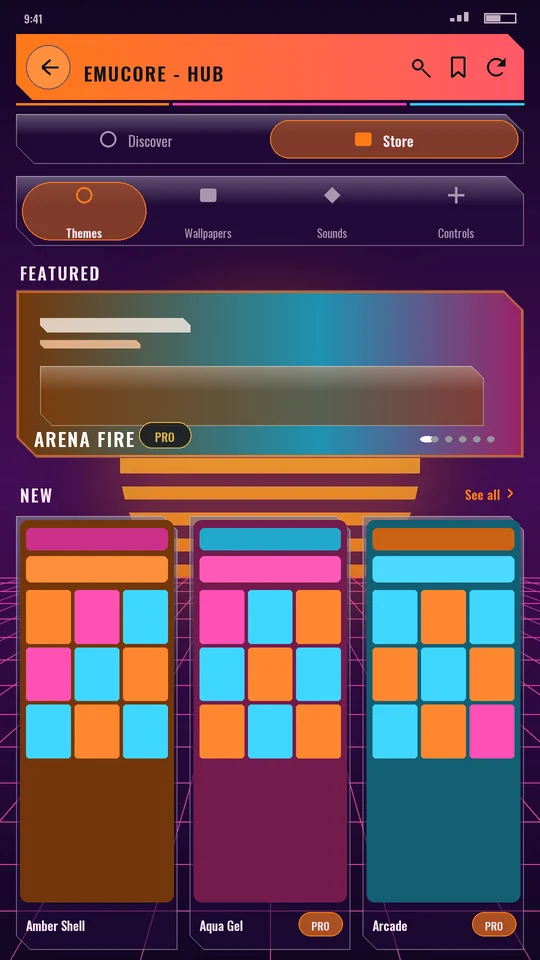 9:41
EMUCORE - HUB
Discover
Store
Themes
Wallpapers
Sounds
Controls
FEATURED
ARENA FIRE
PRO
NEW
See all
Amber Shell
Aqua Gel
PRO
Arcade
PRO